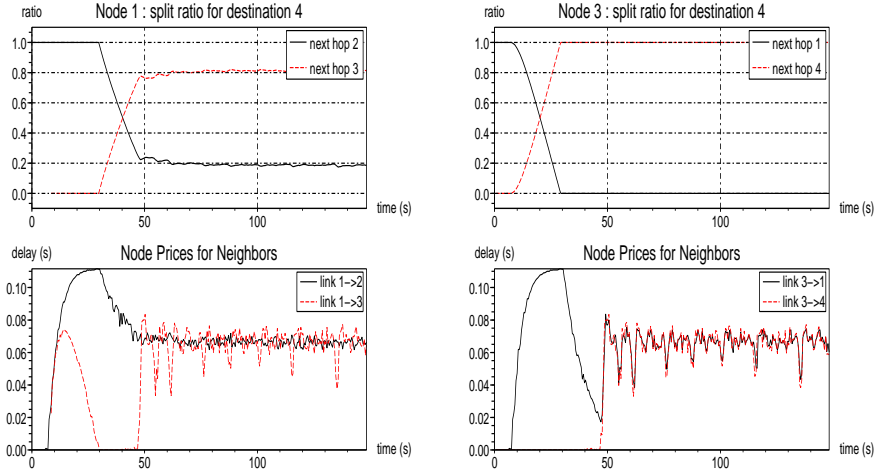 ratio
Node 1 : split ratio for destination 4
1.0
0.8
0.6
0.4
0.2
0.0
next hop 2
next hop 3
0
50
100
time (s)
ratio
Node 3 : split ratio for destination 4
1.0
0.8
0.6
0.4
0.2
0.0
next hop 1
next hop 4
0
50
100
time (s)
delay (s)
Node Prices for Neighbors
0.10
0.08
0.06
0.04
0.02
0.00
link 1->2
link 1->3
0
50
100
time (s)
delay (s)
Node Prices for Neighbors
0.10
0.08
0.06
0.04
0.02
0.00
link 3->1
link 3->4
0
50
100
time (s)